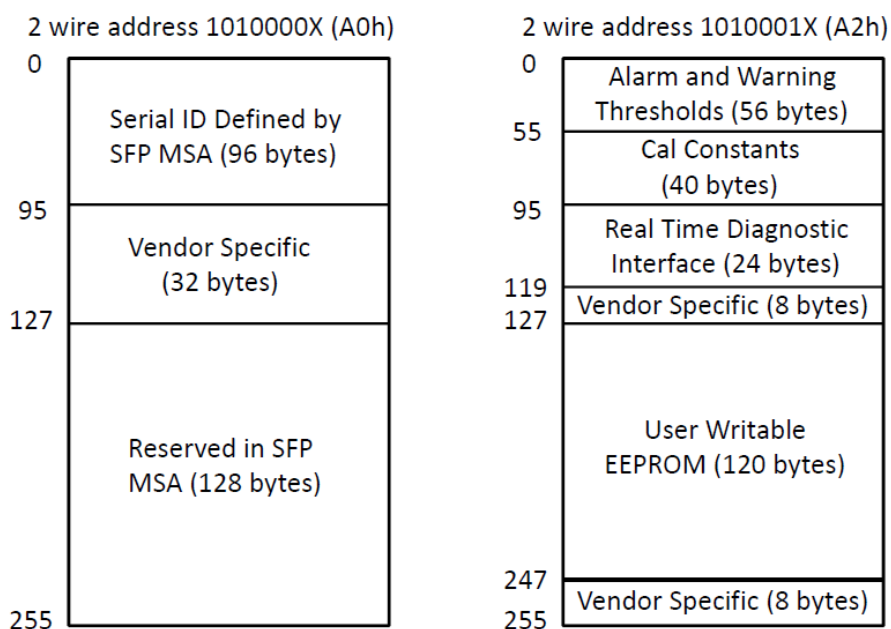 2 wire address 1010000X (A0h)
0
Serial ID Defined by
SFP MSA (96 bytes)
95
Vendor Specific
(32 bytes)
127
Reserved in SFP
MSA (128 bytes)
255
2 wire address 1010001X (A2h)
0
Alarm and Warning
Thresholds (56 bytes)
55
Cal Constants
(40 bytes)
95
Real Time Diagnostic
Interface (24 bytes)
119
Vendor Specific (8 bytes)
127
User Writable
EEPROM (120 bytes)
247
Vendor Specific (8 bytes)
255